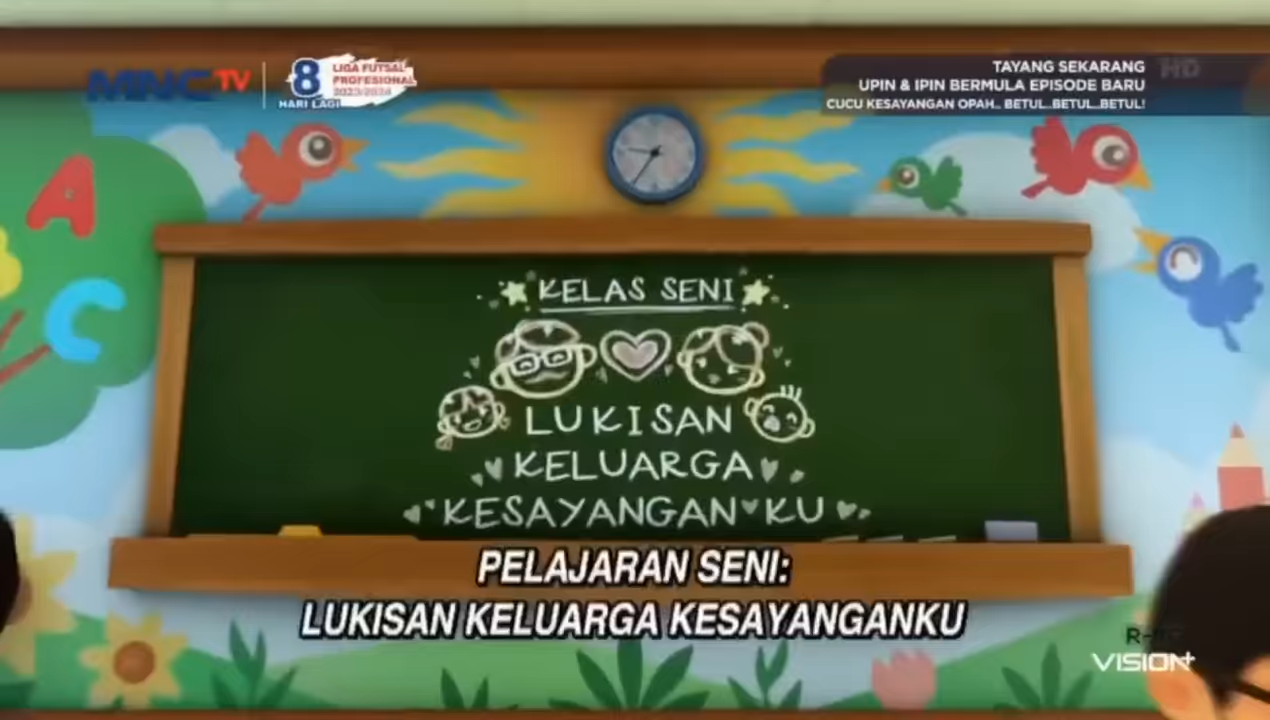 MNCTV
8
HARI LAGI
LIGA FUTSAL
PROFESIONAL
2023/2024
HD
TAYANG SEKARANG
UPIN & IPIN BERMULA EPISODE BARU
CUCU KESAYANGAN OPAH.. BETUL..BETUL..BETUL!
A
C
KELAS SENI
LUKISAN
KELUARGA
KESAYANGAN KU
PELAJARAN SENI:
LUKISAN KELUARGA KESAYANGANKU
VISION+